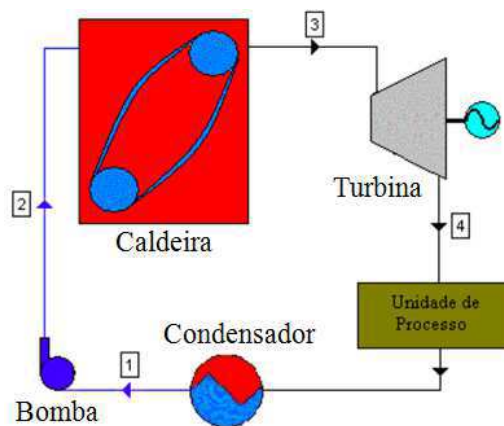 3
Turbina
2
Caldeira
4
Unidade de
Processo
Condensador
1
Bomba